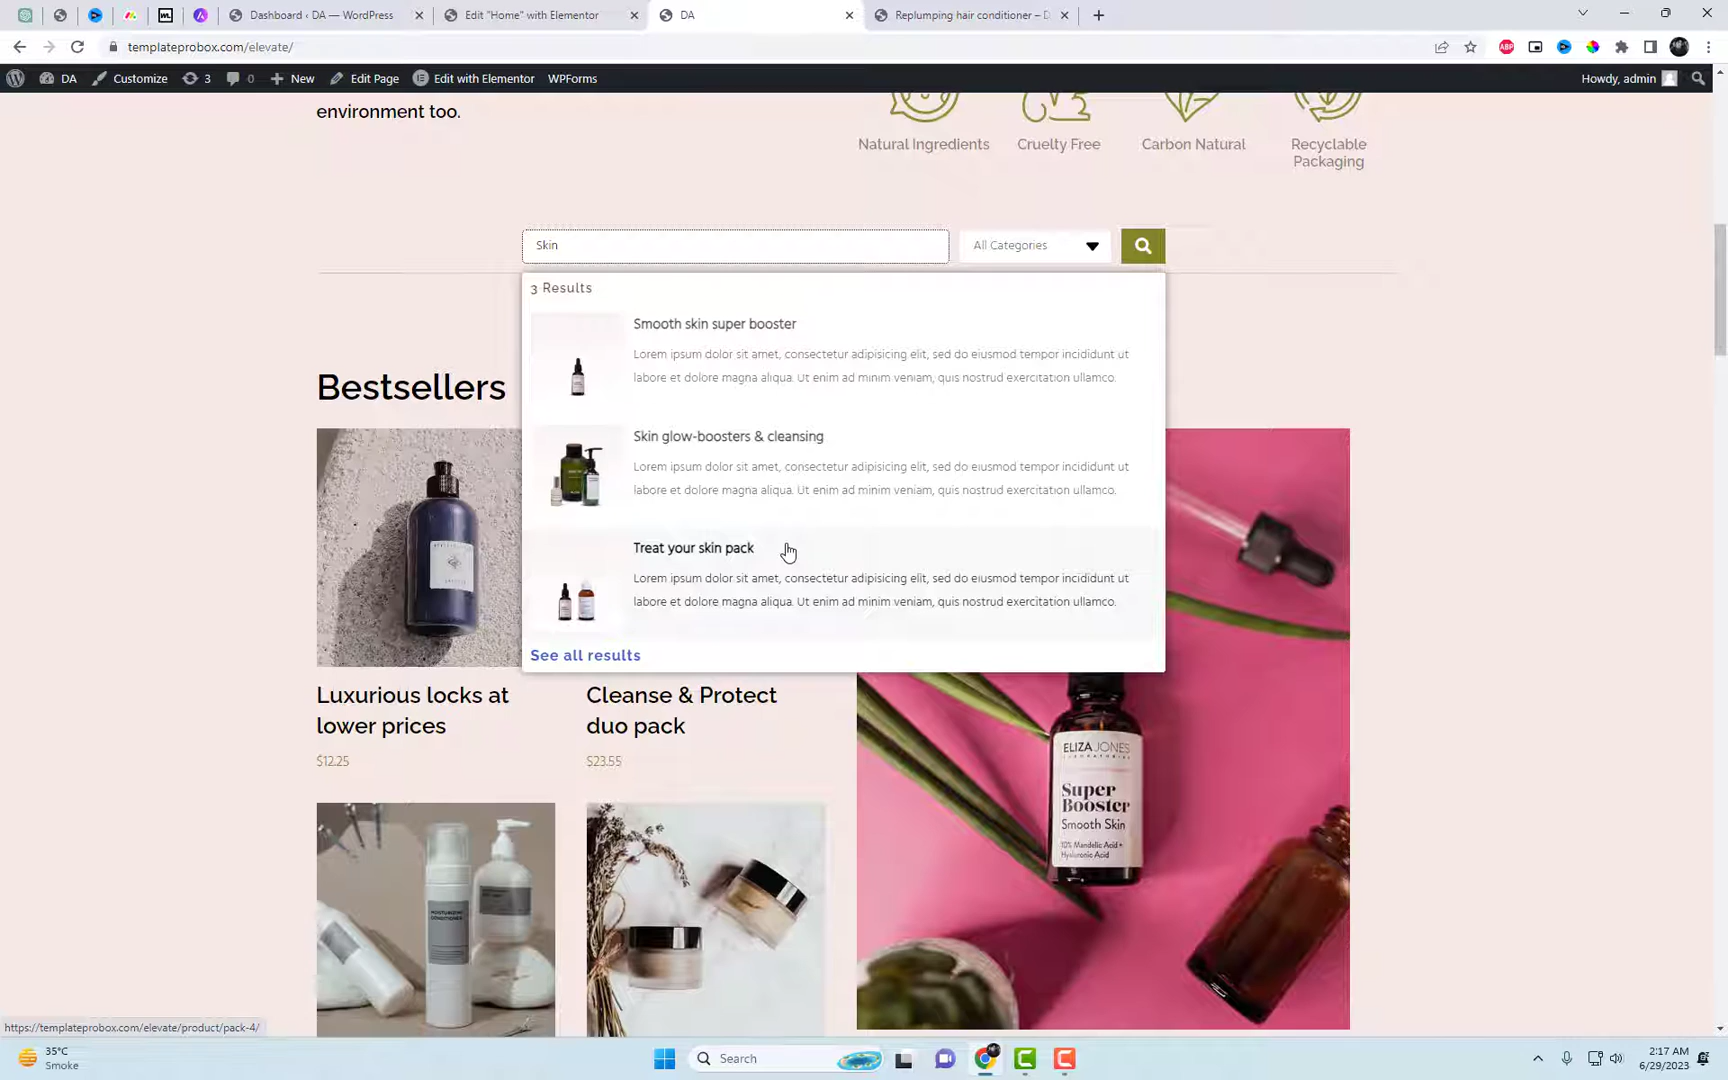 Dashboard ‹ DA — WordPress
Edit "Home" with Elementor
DA
Replumping hair conditioner – D
templateprobox.com/elevate/
ABP
DA
Customize
3
0
New
Edit Page
Edit with Elementor
WPForms
Howdy, admin
environment too.
Natural Ingredients
Cruelty Free
Carbon Natural
Recyclable
Packaging
Skin
All Categories
3 Results
Smooth skin super booster
Lorem ipsum dolor sit amet, consectetur adipisicing elit, sed do eiusmod tempor incididunt ut
labore et dolore magna aliqua. Ut enim ad minim veniam, quis nostrud exercitation ullamco.
Skin glow-boosters & cleansing
Lorem ipsum dolor sit amet, consectetur adipisicing elit, sed do eiusmod tempor incididunt ut
labore et dolore magna aliqua. Ut enim ad minim veniam, quis nostrud exercitation ullamco.
Treat your skin pack
Lorem ipsum dolor sit amet, consectetur adipisicing elit, sed do eiusmod tempor incididunt ut
labore et dolore magna aliqua. Ut enim ad minim veniam, quis nostrud exercitation ullamco.
See all results
Bestsellers
Luxurious locks at
lower prices
$12.25
Cleanse & Protect
duo pack
$23.55
ELIZA JONES
LABORATORIES
Super
Booster
Smooth Skin
10% Mandelic Acid +
Hyaluronic Acid
MOISTURIZING
CONDITIONER
https://templateprobox.com/elevate/product/pack-4/
35°C
Smoke
Search
2:17 AM
6/29/2023